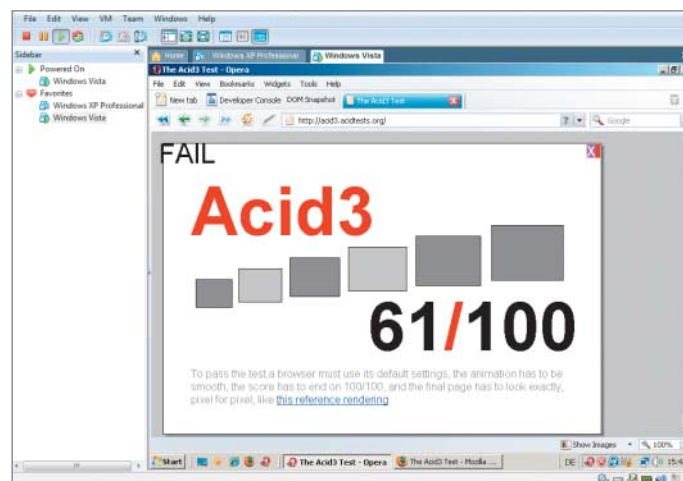 File Edit View VM Team Windows Help
Sidebar
Powered On
Windows Vista
Favorites
Windows XP Professional
Windows Vista
Home Windows XP Professional Windows Vista
The Acid3 Test - Opera
File Edit View Bookmarks Widgets Tools Help
New tab Developer Console DOM Snapshot The Acid3 Test
http://acid3.acidtests.org/ ? Google
FAIL
X
Acid3
61/100
To pass the test,a browser must use its default settings, the animation has to be
smooth, the score has to end on 100/100, and the final page has to look exactly,
pixel for pixel, like this reference rendering
Show Images 100%
Start The Acid3 Test - Opera The Acid3 Test - Mozilla ... DE